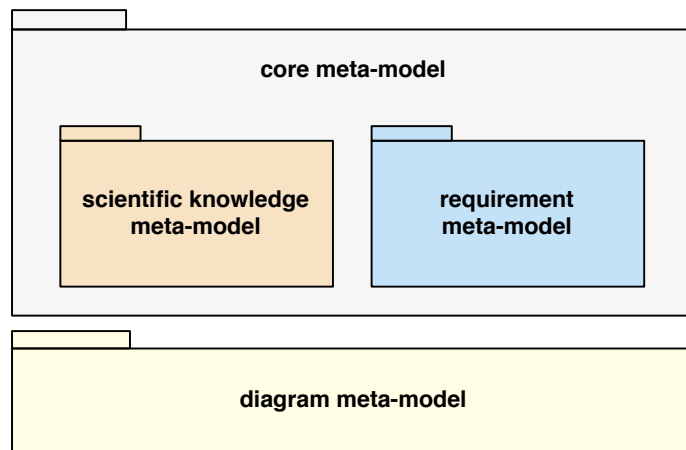 core meta-model
scientific knowledge
meta-model
requirement
meta-model
diagram meta-model